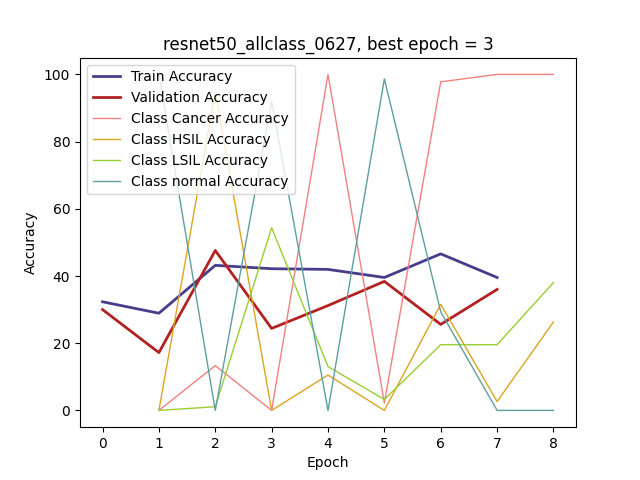 resnet50_allclass_0627, best epoch = 3
Train Accuracy
Validation Accuracy
Class Cancer Accuracy
Class HSIL Accuracy
Class LSIL Accuracy
Class normal Accuracy
Accuracy
100
80
60
40
20
0
0 1 2 3 4 5 6 7 8
Epoch